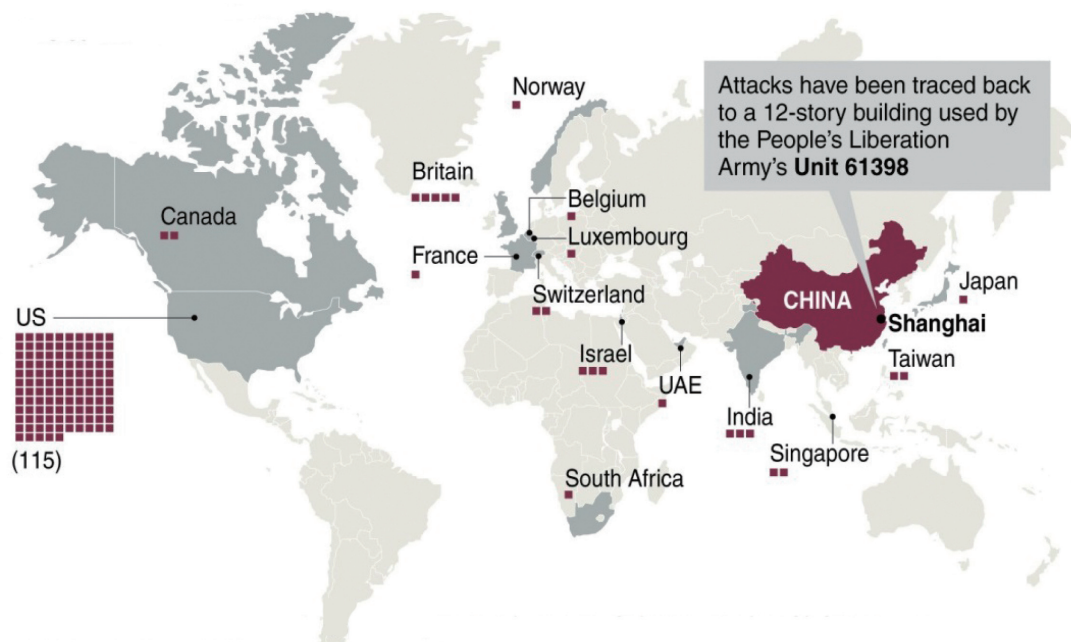 Norway
Attacks have been traced back
to a 12-story building used by
the People's Liberation
Army's Unit 61398
Britain
Belgium
Canada
Luxembourg
France
Switzerland
CHINA
Japan
US
Shanghai
Israel
Taiwan
UAE
India
Singapore
(115)
South Africa